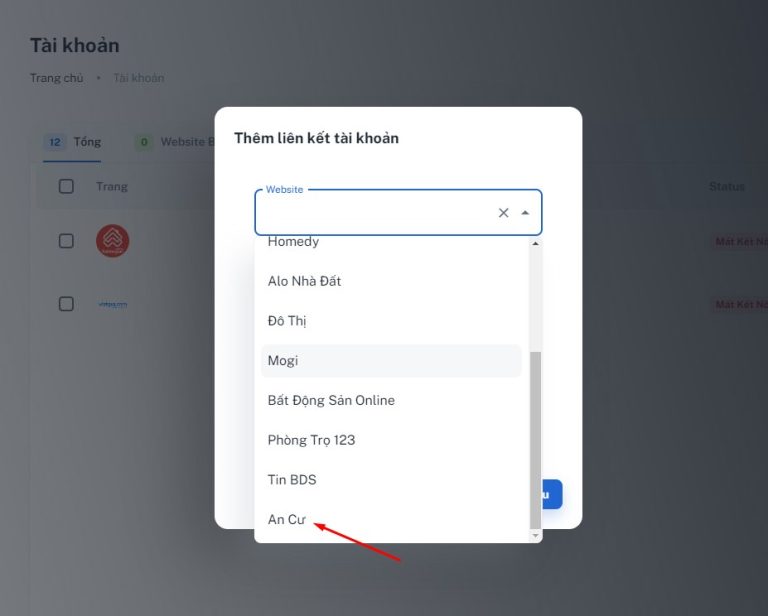 Tài khoản
Trang chủ • Tài khoản
12 Tổng 0 Website B
Trang Status
Mất Kết Nố
Mất Kết Nố
Thêm liên kết tài khoản
Website
Homedy
Alo Nhà Đất
Đô Thị
Mogi
Bất Động Sản Online
Phòng Trọ 123
Tin BDS
An Cư
u